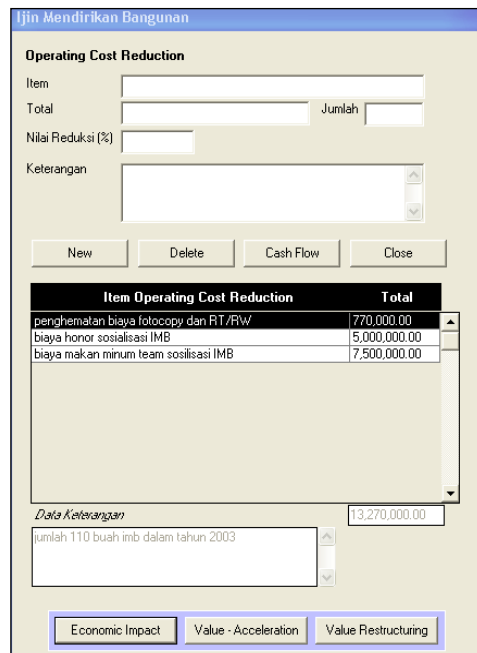 Ijin Mendirikan Bangunan
Operating Cost Reduction
Item
Total Jumlah
Nilai Reduksi (%)
Keterangan
New Delete Cash Flow Close
Item Operating Cost Reduction Total
penghematan biaya fotocopy dan RT/RW 770,000.00
biaya honor sosialisasi IMB 5,000,000.00
biaya makan minum team sosilisasi IMB 7,500,000.00
Data Keterangan 13,270,000.00
jumlah 110 buah imb dalam tahun 2003
Economic Impact Value - Acceleration Value Restructuring